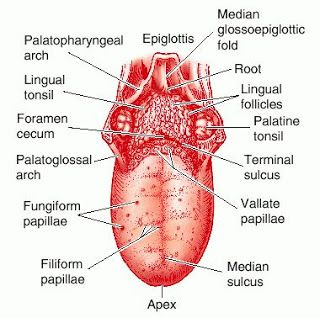 Median
glossoepiglottic
fold
Epiglottis
Palatopharyngeal
arch
Root
Lingual
tonsil
Lingual
follicles
Foramen
cecum
Palatine
tonsil
Palatoglossal
arch
Terminal
sulcus
Fungiform
papillae
Vallate
papillae
Filiform
papillae
Median
sulcus
Apex